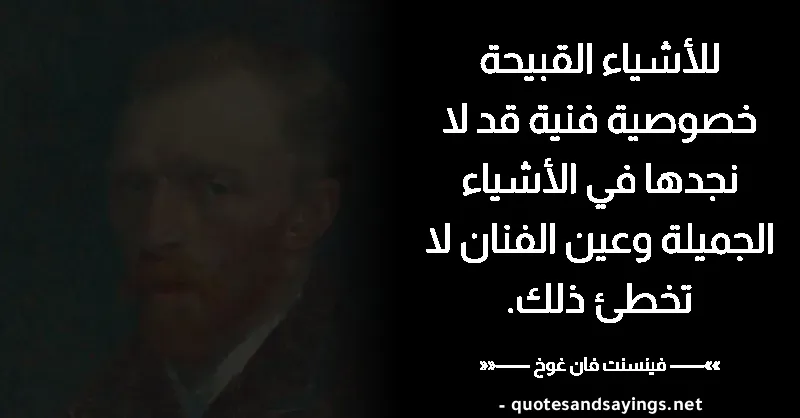 للأشياء القبيحة
خصوصية فنية قد لا
نجدها في الأشياء
الجميلة وعين الفنان لا
تخطئ ذلك.
»―― فينسنت فان غوخ ――««
- quotesandsayings.net